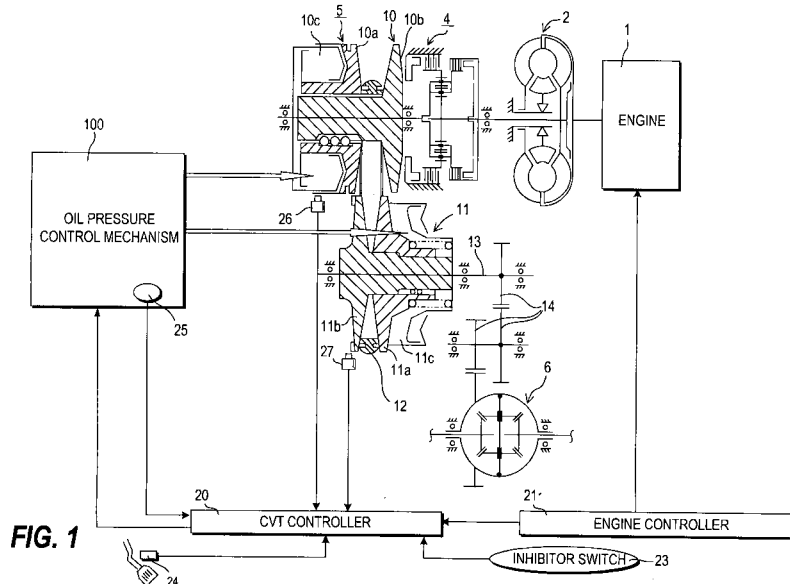 10c
5
10a
10
10b
4
2
1
ENGINE
100
OIL PRESSURE
CONTROL MECHANISM
26
11
13
14
25
11b
27
11c
11a
12
6
20
CVT CONTROLLER
21
ENGINE CONTROLLER
FIG. 1
24
INHIBITOR SWITCH
23